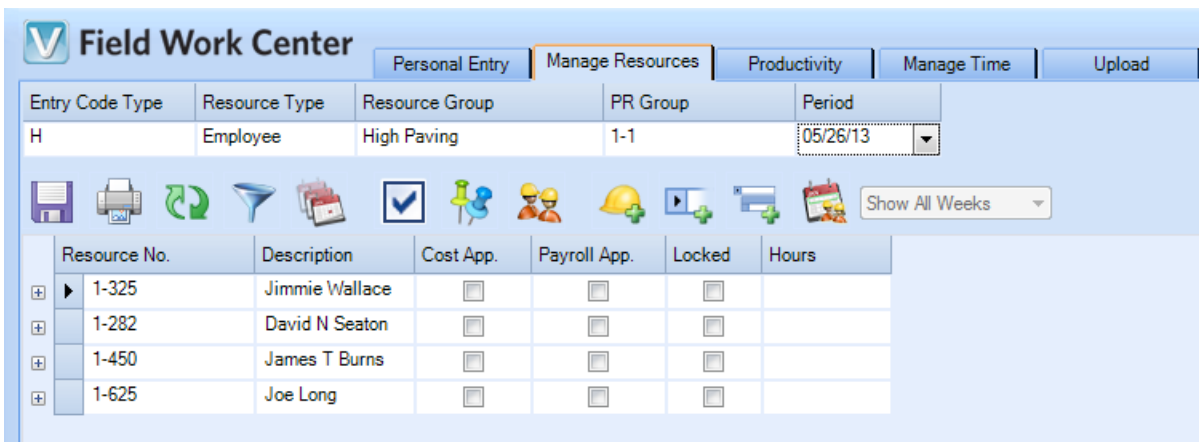 V Field Work Center
Personal Entry Manage Resources Productivity Manage Time Upload
Entry Code Type Resource Type Resource Group PR Group Period
H Employee High Paving 1-1 05/26/13
Show All Weeks
Resource No. Description Cost App. Payroll App. Locked Hours
1-325 Jimmie Wallace
1-282 David N Seaton
1-450 James T Burns
1-625 Joe Long